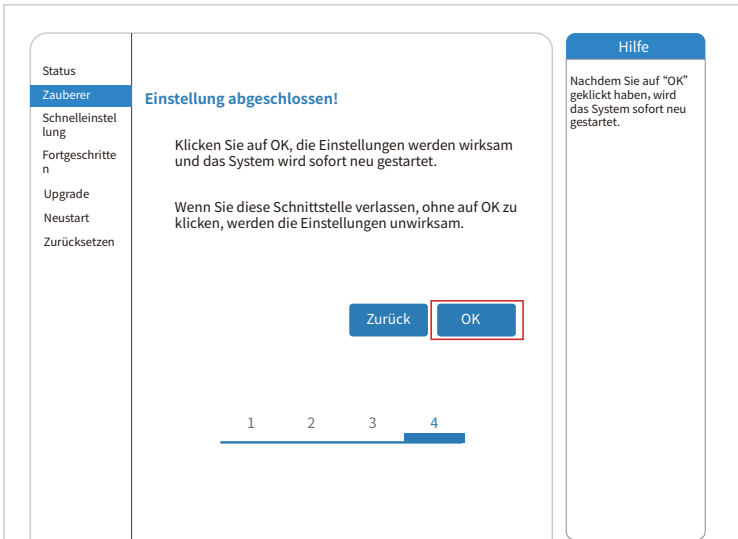 Status
Zauberer
Schnelleinstel
lung
Fortgeschritte
n
Upgrade
Neustart
Zurücksetzen
Einstellung abgeschlossen!
Klicken Sie auf OK, die Einstellungen werden wirksam
und das System wird sofort neu gestartet.
Wenn Sie diese Schnittstelle verlassen, ohne auf OK zu
klicken, werden die Einstellungen unwirksam.
Zurück OK
1 2 3 4
Hilfe
Nachdem Sie auf “OK”
geklickt haben, wird
das System sofort neu
gestartet.